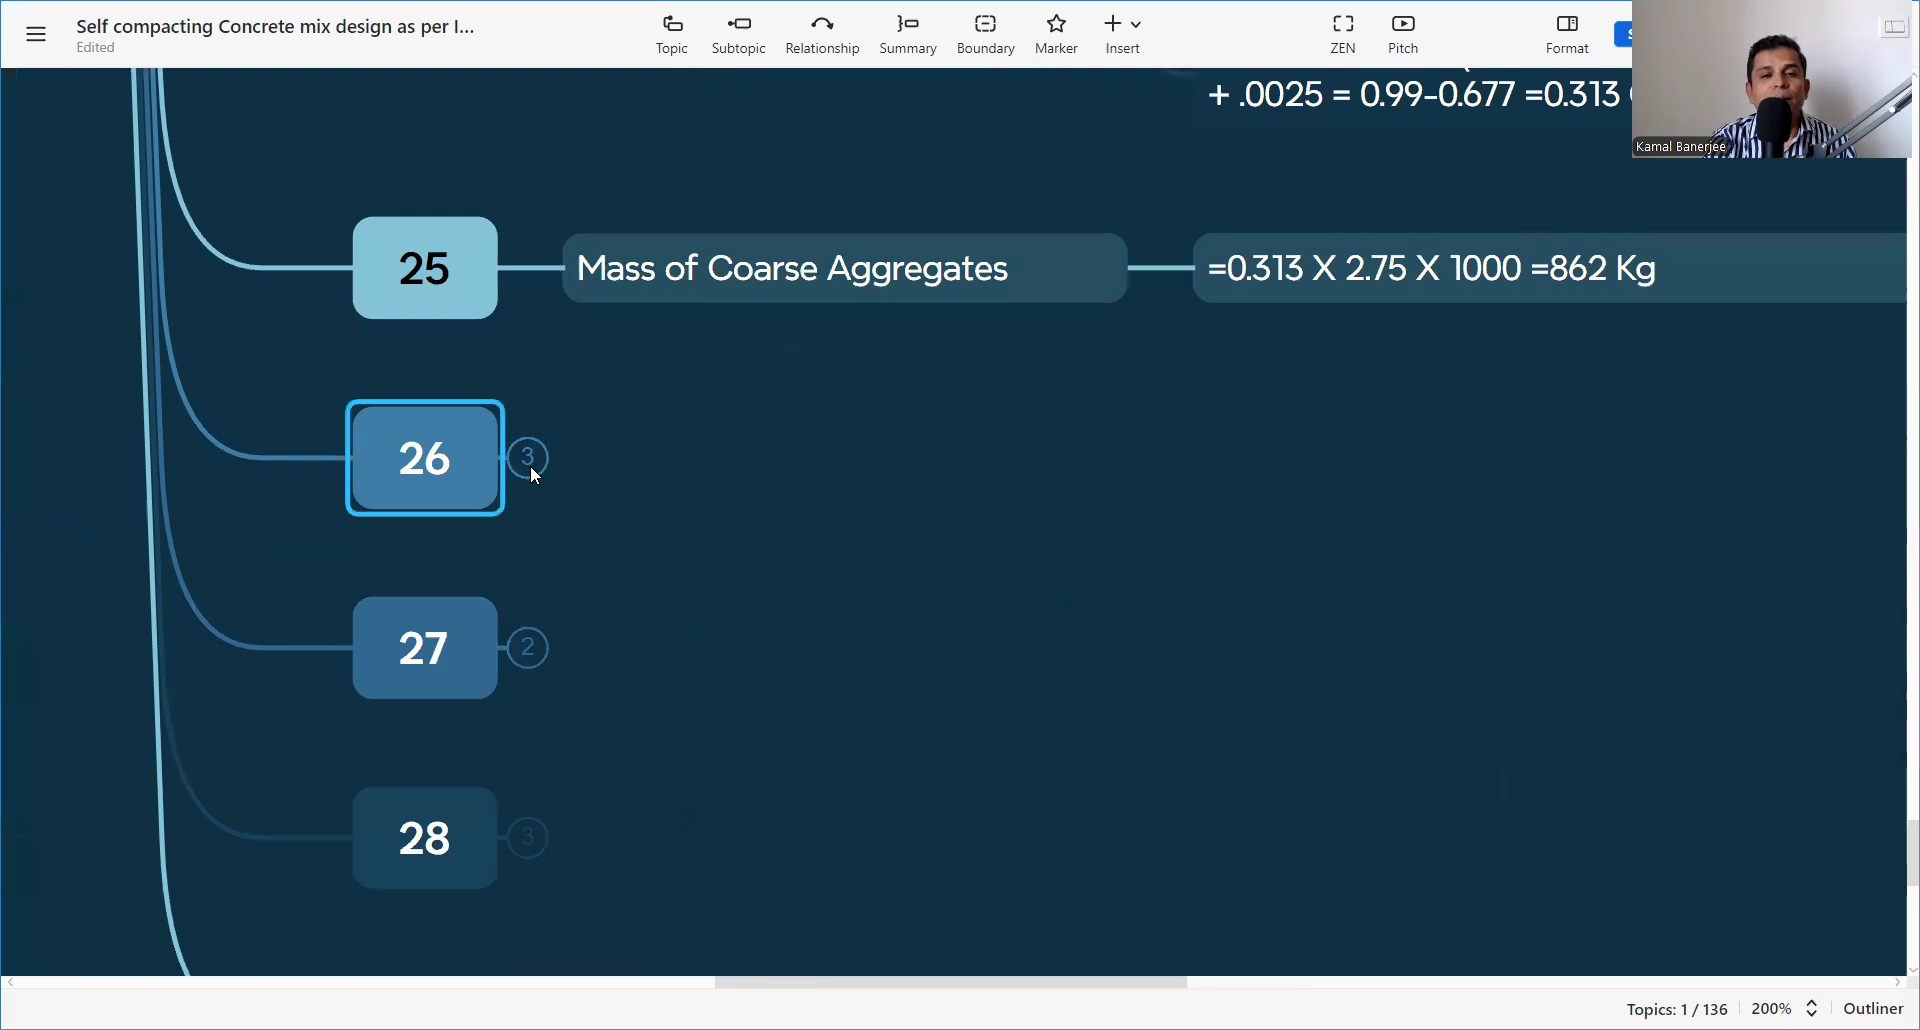 Self compacting Concrete mix design as per I...
Edited
Topic
Subtopic
Relationship
Summary
Boundary
Marker
Insert
ZEN
Pitch
Format
+ .0025 = 0.99-0.677 =0.313
Kamal Banerjee
25
Mass of Coarse Aggregates
=0.313 X 2.75 X 1000 =862 Kg
26
3
27
2
28
3
Topics: 1 / 136
200%
Outliner